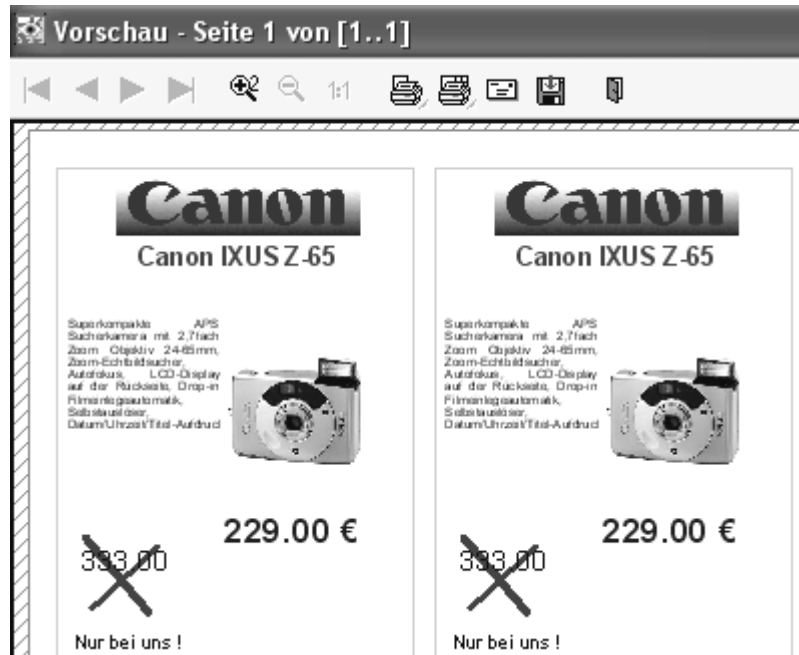 Vorschau - Seite 1 von [1..1]
1:1
Canon
Canon IXUS Z-65
Superkompakte APS
Sucherkamera mit 2,7fach
Zoom Objektiv 24-65mm,
Zoom-Echtbildsucher,
Autofokus, LCD-Display
auf der Rückseite, Drop-in
Filmeinlegeautomatik,
Selbstauslöser,
Datum/Uhrzeit/Titel-Aufdruc
229.00 €
333,00
Nur bei uns !
Canon
Canon IXUS Z-65
Superkompakte APS
Sucherkamera mit 2,7fach
Zoom Objektiv 24-65mm,
Zoom-Echtbildsucher,
Autofokus, LCD-Display
auf der Rückseite, Drop-in
Filmeinlegeautomatik,
Selbstauslöser,
Datum/Uhrzeit/Titel-Aufdruc
229.00 €
333,00
Nur bei uns !